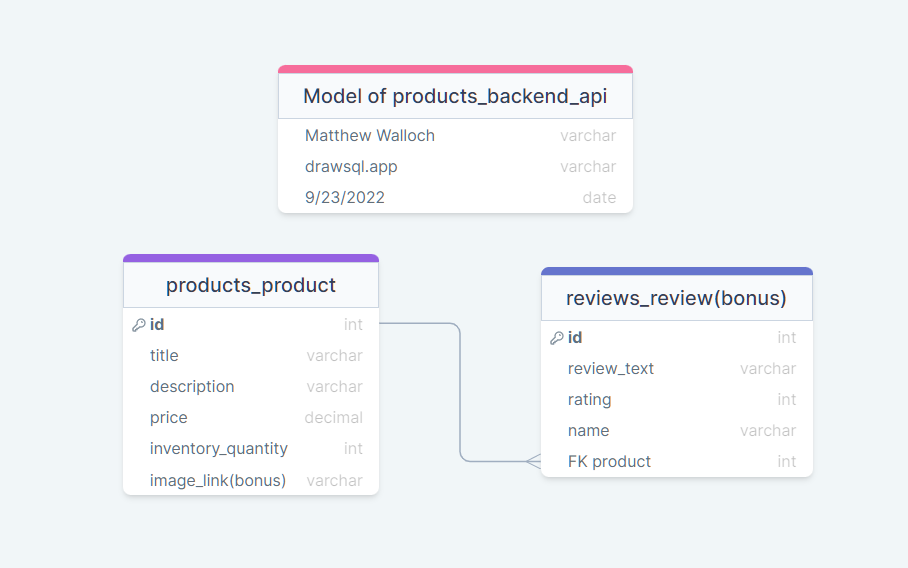 Model of products_backend_api
Matthew Walloch varchar
drawsql.app varchar
9/23/2022 date
products_product
id int
title varchar
description varchar
price decimal
inventory_quantity int
image_link(bonus) varchar
reviews_review(bonus)
id int
review_text varchar
rating int
name varchar
FK product int